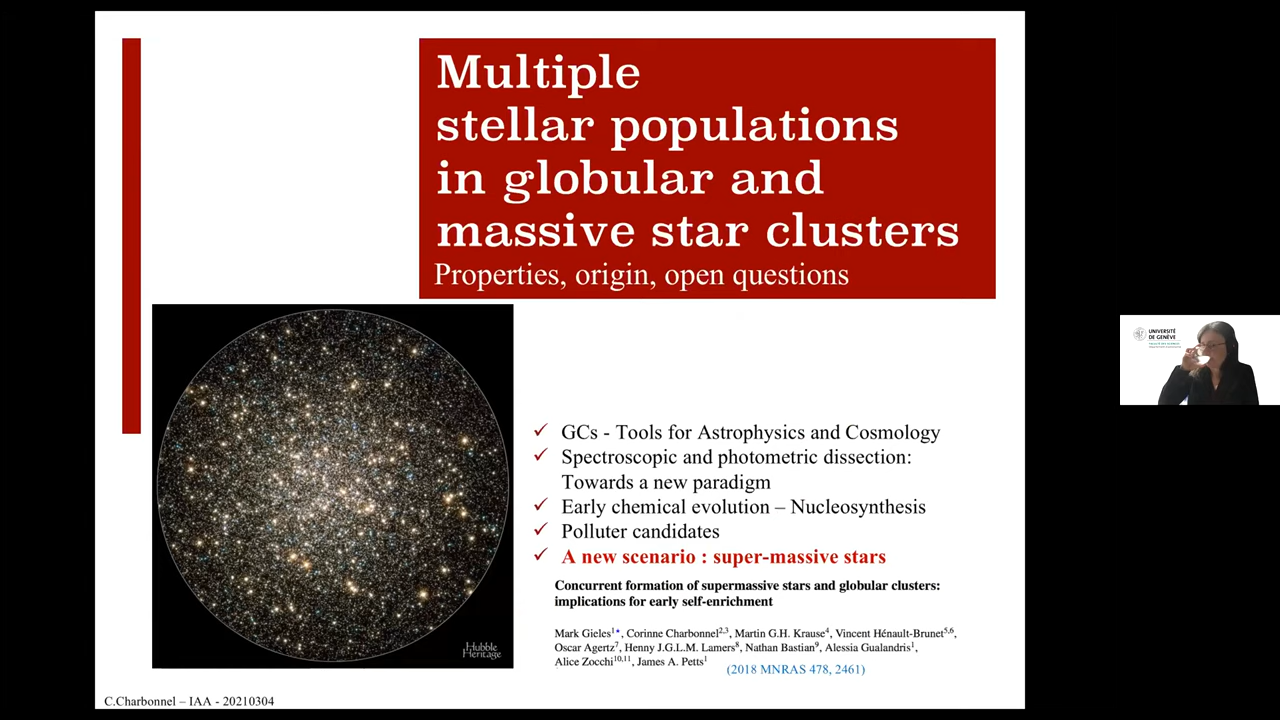 Multiple
stellar populations
in globular and
massive star clusters
Properties, origin, open questions
✓ GCs - Tools for Astrophysics and Cosmology
✓ Spectroscopic and photometric dissection:
Towards a new paradigm
✓ Early chemical evolution – Nucleosynthesis
✓ Polluter candidates
✓ A new scenario : super-massive stars
Concurrent formation of supermassive stars and globular clusters:
implications for early self-enrichment
Mark Gieles1*, Corinne Charbonnel2,3, Martin G.H. Krause4, Vincent Hénault-Brunet5,6,
Oscar Agertz7, Henny J.G.L.M. Lamers8, Nathan Bastian9, Alessia Gualandris1,
Alice Zocchi10,11, James A. Petts1
(2018 MNRAS 478, 2461)
Hubble
Heritage
C.Charbonnel – IAA - 20210304
UNIVERSITÉ
DE GENÈVE